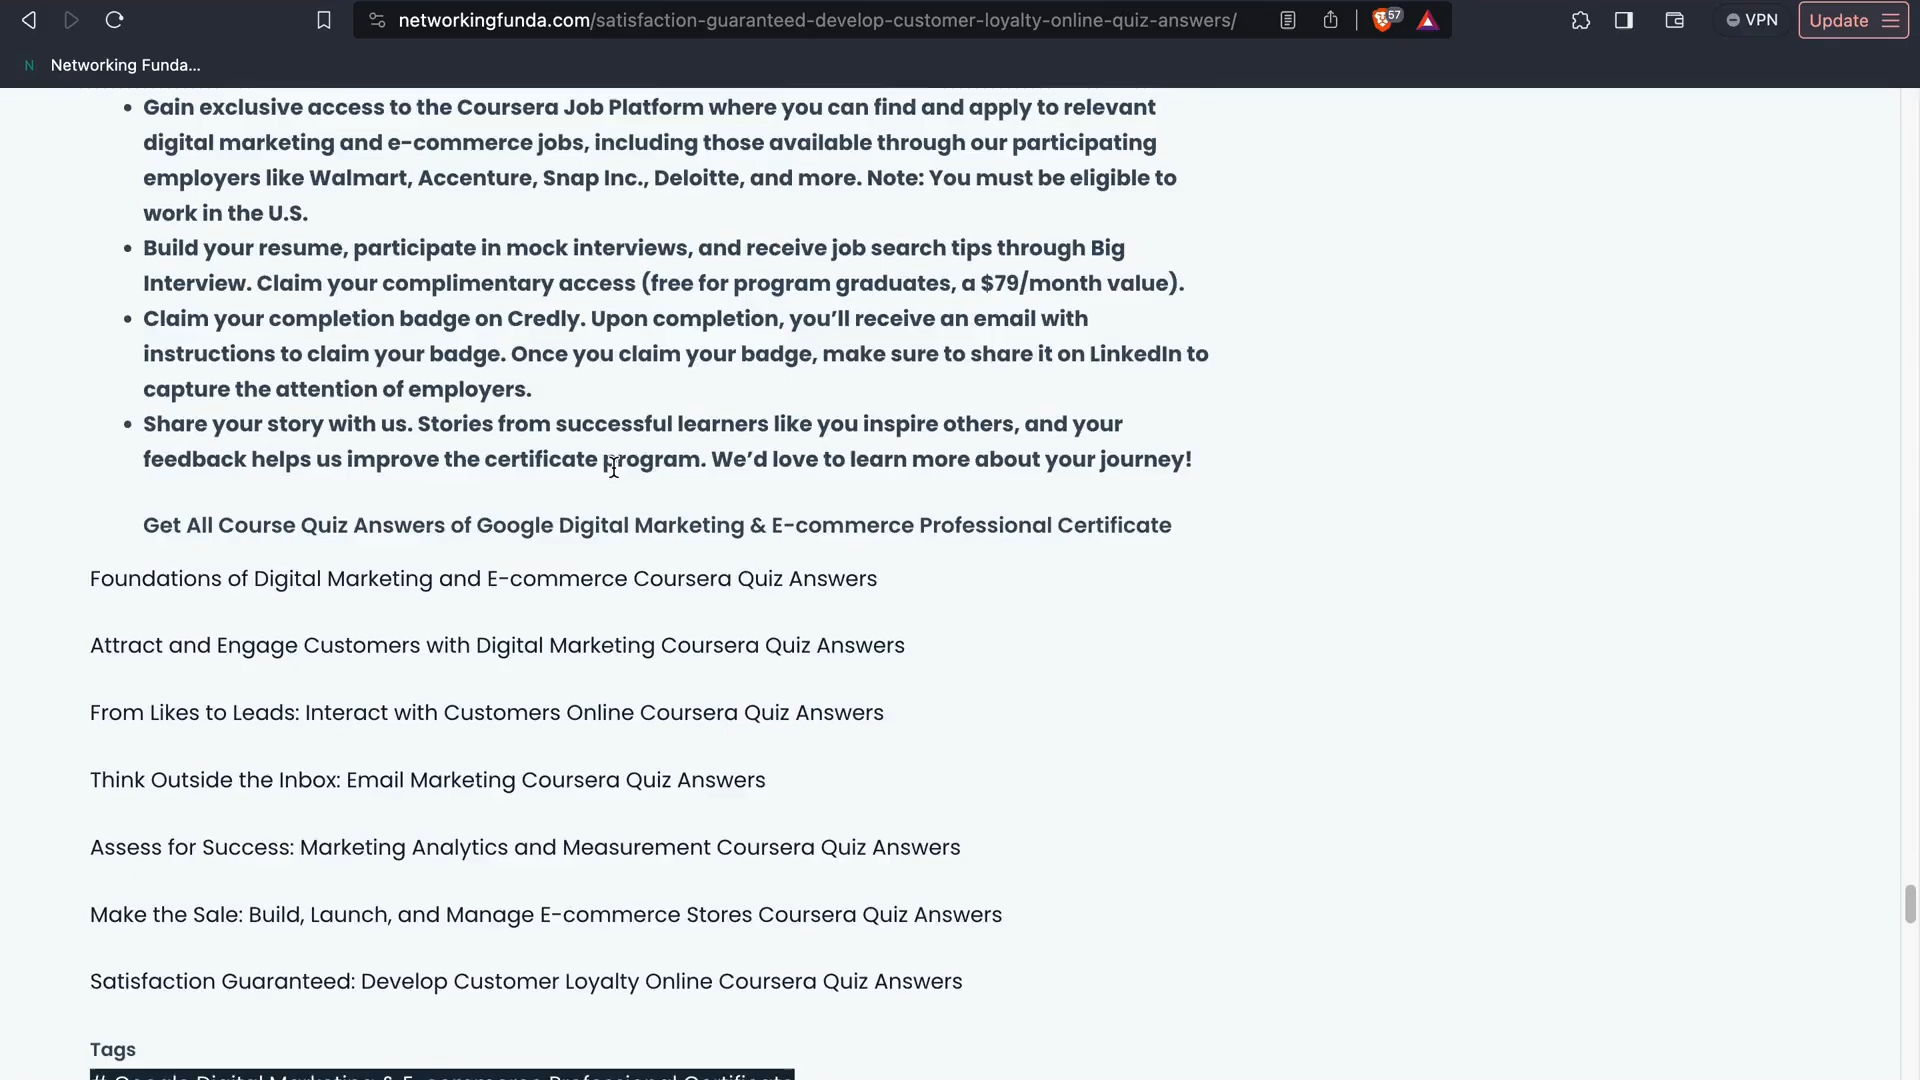 networkingfunda.com/satisfaction-guaranteed-develop-customer-loyalty-online-quiz-answers/
57
VPN
Update
N Networking Funda...
• Gain exclusive access to the Coursera Job Platform where you can find and apply to relevant
digital marketing and e-commerce jobs, including those available through our participating
employers like Walmart, Accenture, Snap Inc., Deloitte, and more. Note: You must be eligible to
work in the U.S.
• Build your resume, participate in mock interviews, and receive job search tips through Big
Interview. Claim your complimentary access (free for program graduates, a $79/month value).
• Claim your completion badge on Credly. Upon completion, you’ll receive an email with
instructions to claim your badge. Once you claim your badge, make sure to share it on LinkedIn to
capture the attention of employers.
• Share your story with us. Stories from successful learners like you inspire others, and your
feedback helps us improve the certificate program. We’d love to learn more about your journey!
Get All Course Quiz Answers of Google Digital Marketing & E-commerce Professional Certificate
Foundations of Digital Marketing and E-commerce Coursera Quiz Answers
Attract and Engage Customers with Digital Marketing Coursera Quiz Answers
From Likes to Leads: Interact with Customers Online Coursera Quiz Answers
Think Outside the Inbox: Email Marketing Coursera Quiz Answers
Assess for Success: Marketing Analytics and Measurement Coursera Quiz Answers
Make the Sale: Build, Launch, and Manage E-commerce Stores Coursera Quiz Answers
Satisfaction Guaranteed: Develop Customer Loyalty Online Coursera Quiz Answers
Tags
# Google Digital Marketing & E-commerce Professional Certificate